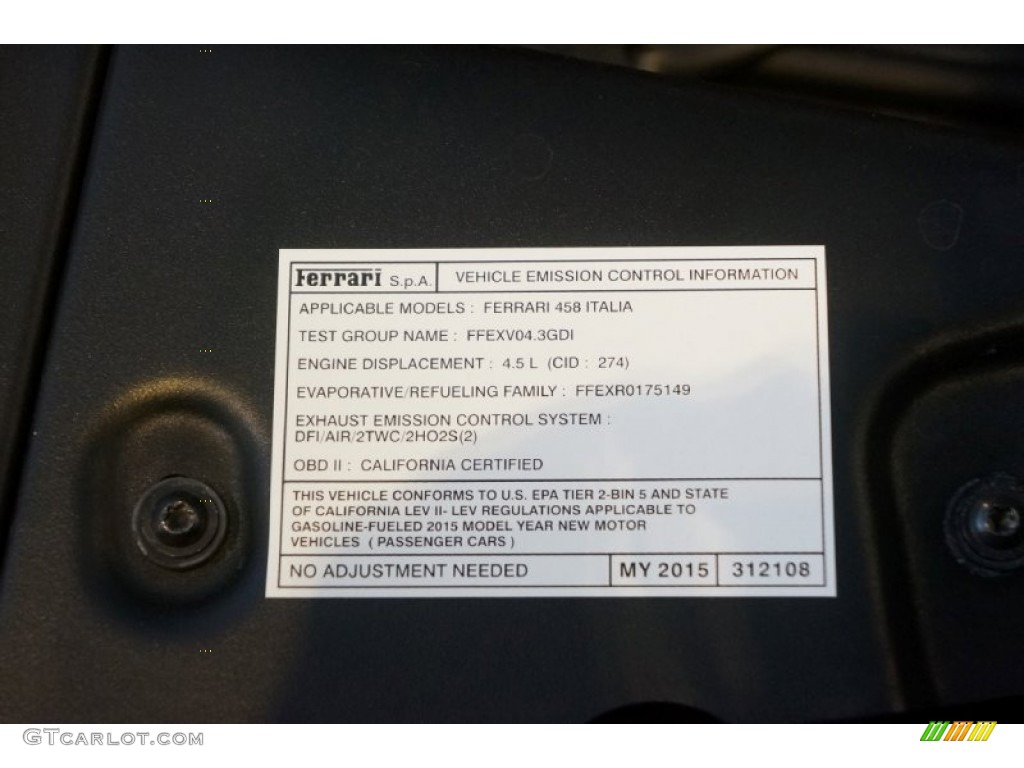 Ferrari S.p.A. VEHICLE EMISSION CONTROL INFORMATION
APPLICABLE MODELS : FERRARI 458 ITALIA
TEST GROUP NAME : FFEXV04.3GDI
ENGINE DISPLACEMENT : 4.5 L (CID : 274)
EVAPORATIVE/REFUELING FAMILY : FFEXR0175149
EXHAUST EMISSION CONTROL SYSTEM :
DFI/AIR/2TWC/2HO2S(2)
OBD II : CALIFORNIA CERTIFIED
THIS VEHICLE CONFORMS TO U.S. EPA TIER 2-BIN 5 AND STATE
OF CALIFORNIA LEV II- LEV REGULATIONS APPLICABLE TO
GASOLINE-FUELED 2015 MODEL YEAR NEW MOTOR
VEHICLES ( PASSENGER CARS )
NO ADJUSTMENT NEEDED MY 2015 312108
GTCARLOT.COM